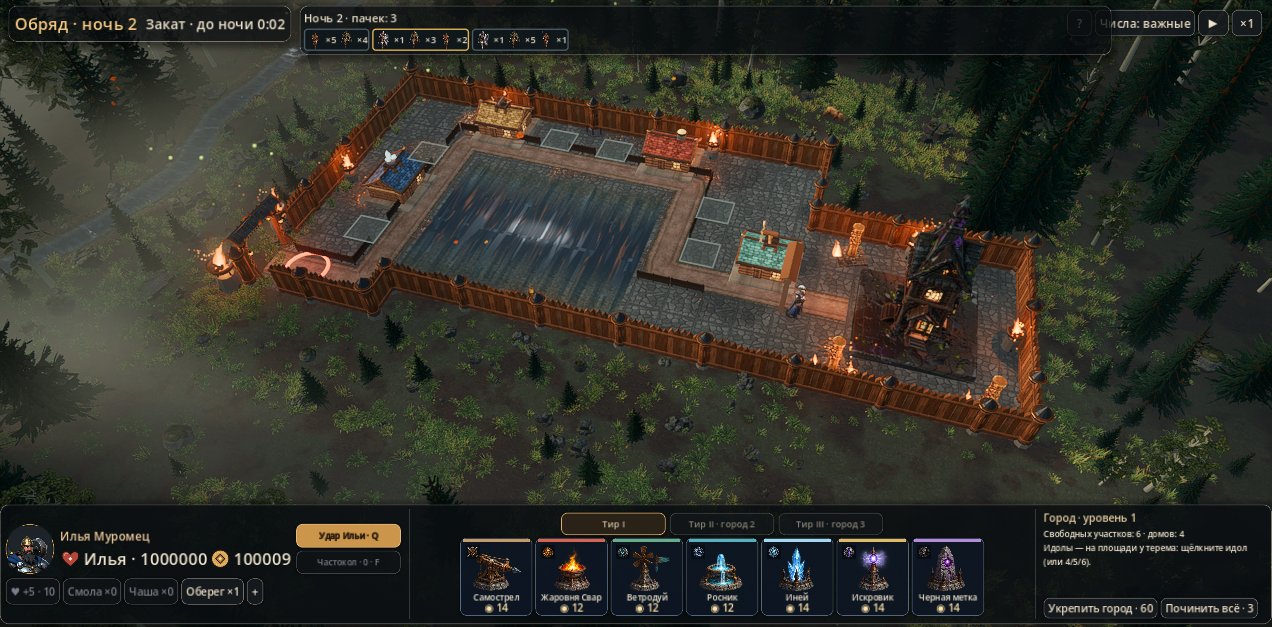 Обряд · ночь 2 Закат · до ночи 0:02
Ночь 2 · пачек: 3
×5 ×4 ×1 ×3 ×2 ×1 ×5 ×1
? Числа: важные ▶ ×1
Илья Муромец
Илья · 1000000 100009
Удар Ильи · Q
Частокол · 0 · F
♥ +5 · 10 Смола ×0 Чаша ×0 Оберег ×1 +
Тир I Тир II · город 2 Тир III · город 3
Самострел Жаровня Свар Ветродуй Росник Иней Искровик Черная метка
14 12 12 12 14 14 14
Город · уровень 1
Свободных участков: 6 · домов: 4
Идолы — на площади у терема: щёлкните идол
(или 4/5/6).
Укрепить город · 60 Починить всё · 3